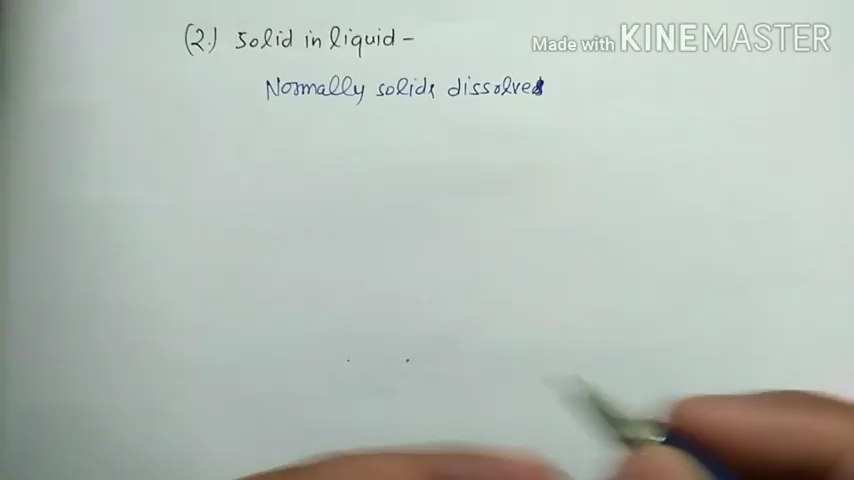 (2.) solid in liquid -
Made with KINEMASTER
Normally solids dissolves